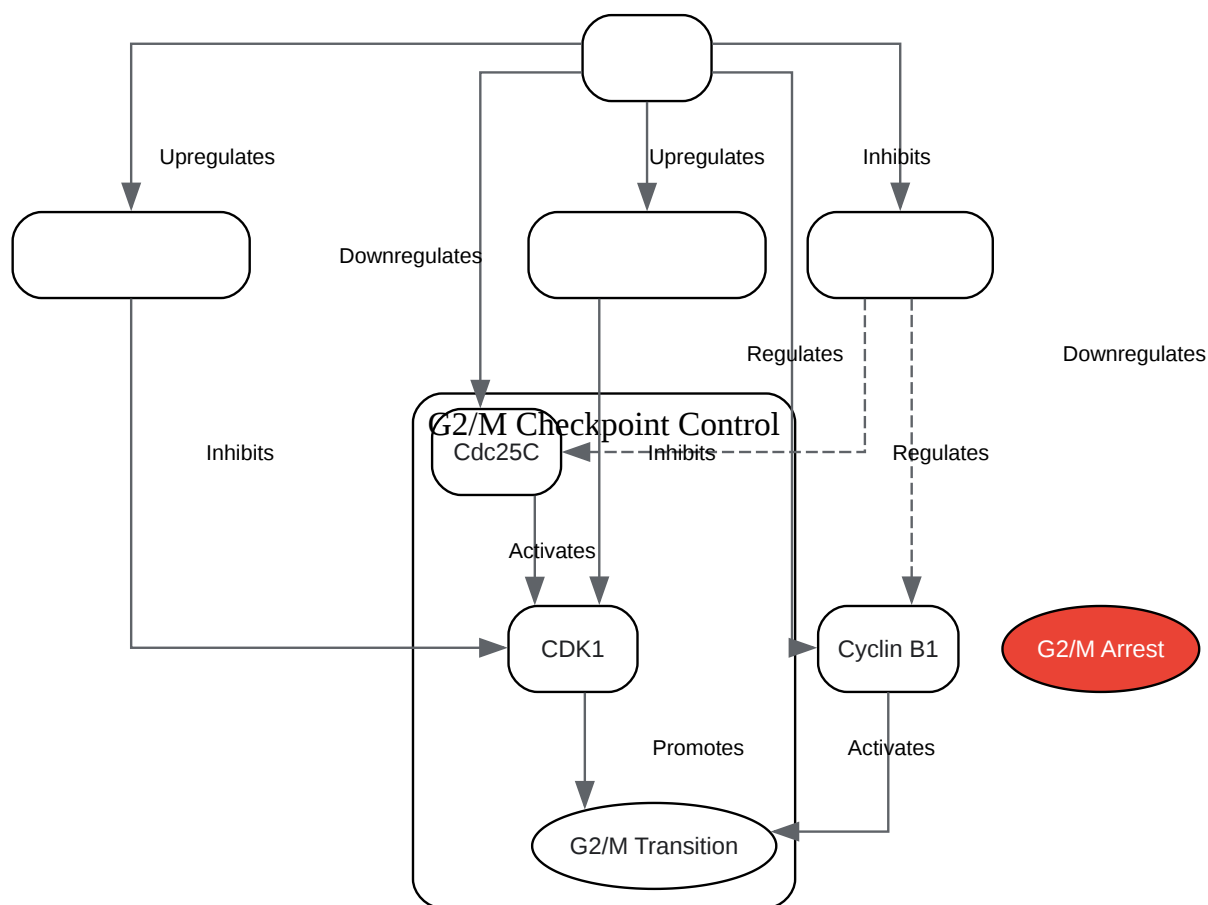 Upregulates
Upregulates
Inhibits
Downregulates
Regulates
Downregulates
G2/M Checkpoint Control
Cdc25C
Inhibits
Inhibits
Regulates
Activates
CDK1
Cyclin B1
G2/M Arrest
Promotes
Activates
G2/M Transition